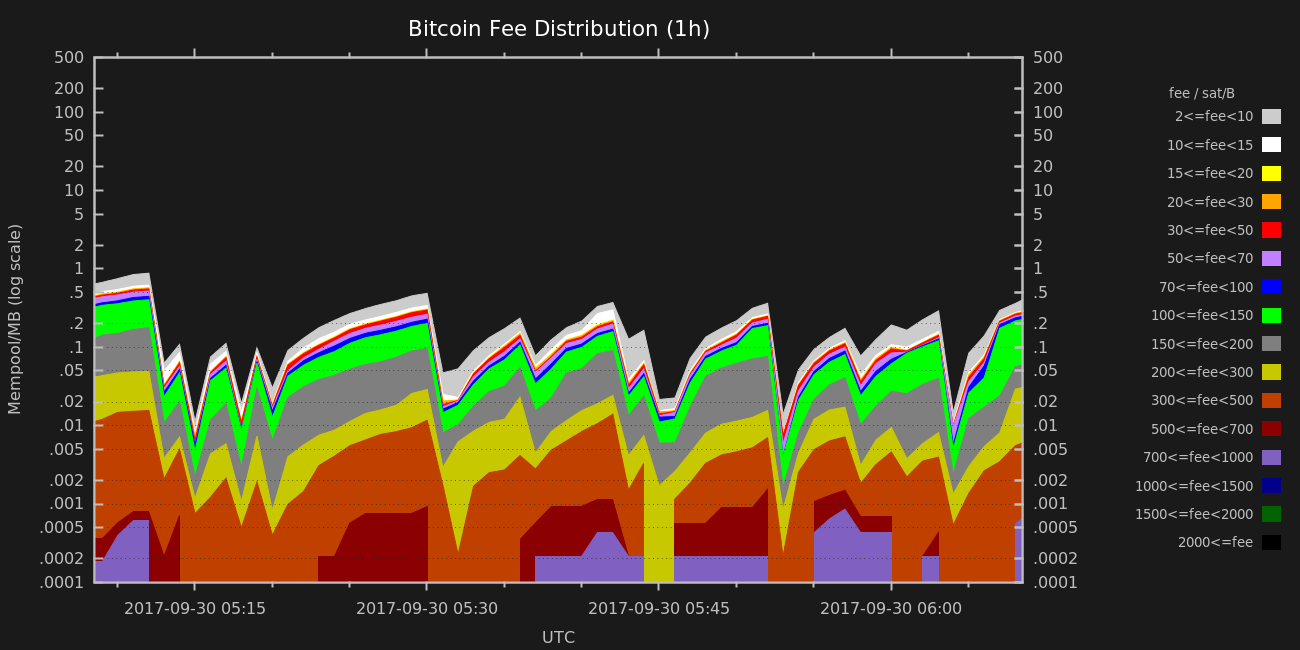 Bitcoin Fee Distribution (1h)
500
200
100
50
20
10
5
2
1
.5
.2
.1
.05
.02
.01
.005
.002
.001
.0005
.0002
.0001
Mempool/MB (log scale)
500
200
100
50
20
10
5
2
1
.5
.2
.1
.05
.02
.01
.005
.002
.001
.0005
.0002
.0001
fee / sat/B
2<=fee<10
10<=fee<15
15<=fee<20
20<=fee<30
30<=fee<50
50<=fee<70
70<=fee<100
100<=fee<150
150<=fee<200
200<=fee<300
300<=fee<500
500<=fee<700
700<=fee<1000
1000<=fee<1500
1500<=fee<2000
2000<=fee
2017-09-30 05:15 2017-09-30 05:30 2017-09-30 05:45 2017-09-30 06:00
UTC